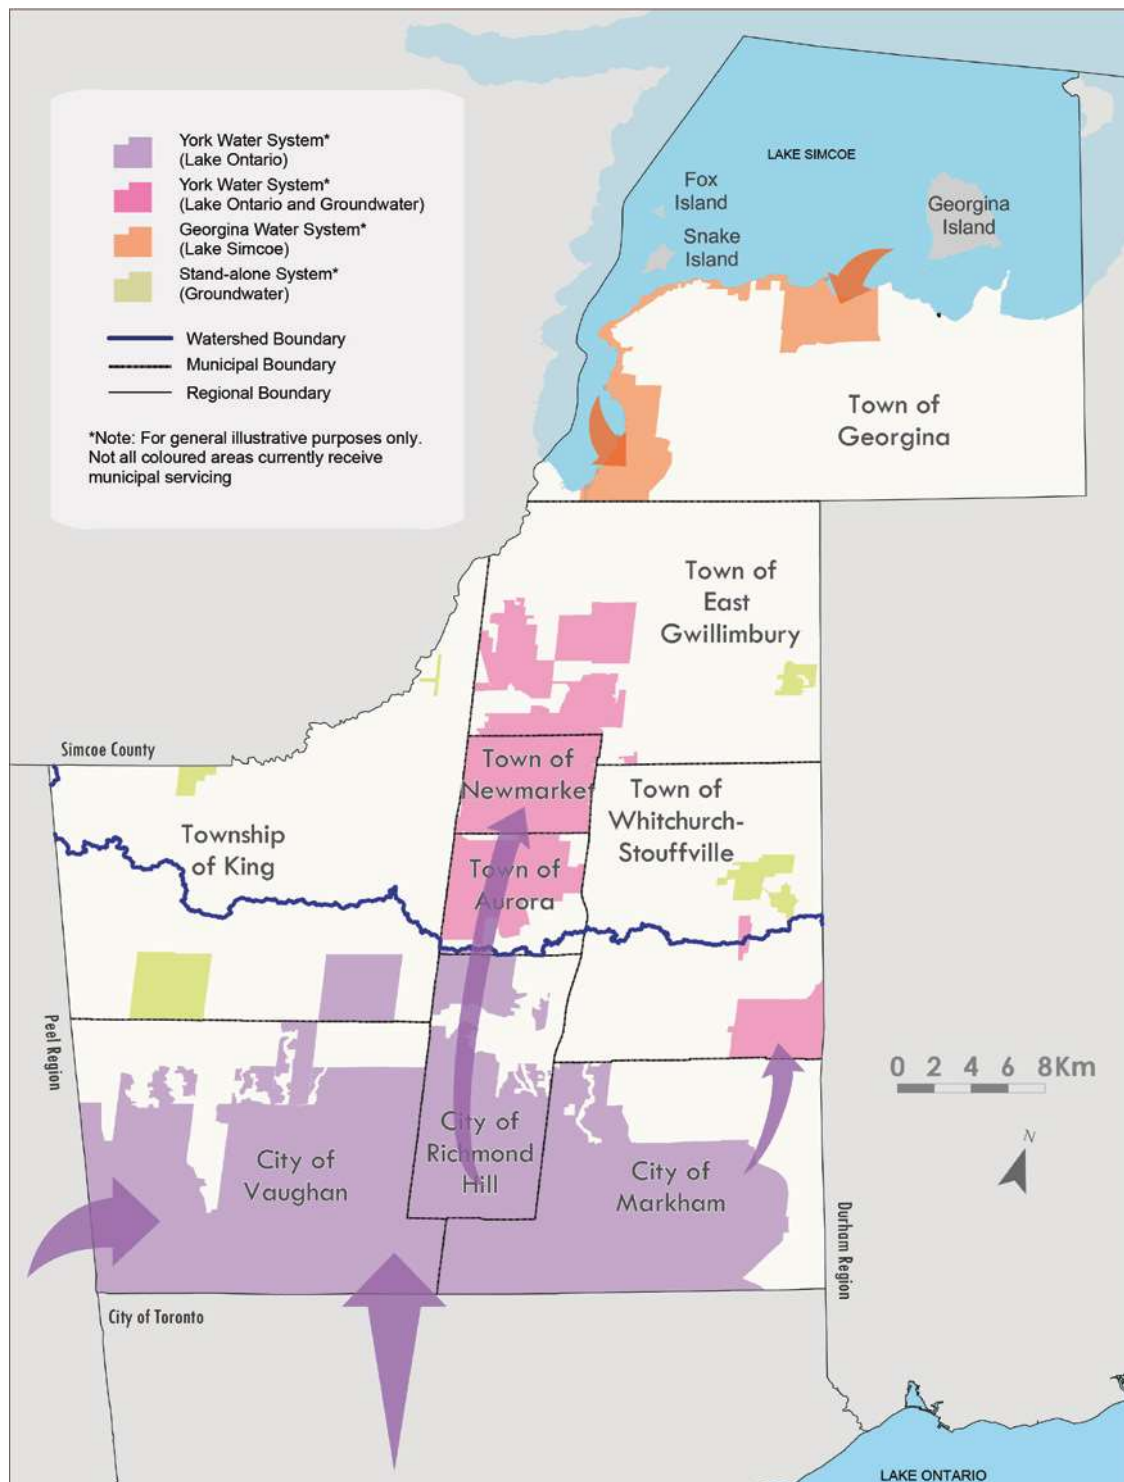 York Water System*
(Lake Ontario)
York Water System*
(Lake Ontario and Groundwater)
Georgina Water System*
(Lake Simcoe)
Stand-alone System*
(Groundwater)
Watershed Boundary
Municipal Boundary
Regional Boundary
*Note: For general illustrative purposes only.
Not all coloured areas currently receive
municipal servicing
LAKE SIMCOE
Fox
Island
Snake
Island
Georgina
Island
Town of
Georgina
Town of
East
Gwillimbury
Simcoe County
Town of
Newmarket
Town of
Whitchurch-
Stouffville
Township
of King
Town of
Aurora
Peel Region
0 2 4 6 8Km
N
City of
Vaughan
City of
Richmond
Hill
City of
Markham
Durham Region
City of Toronto
LAKE ONTARIO